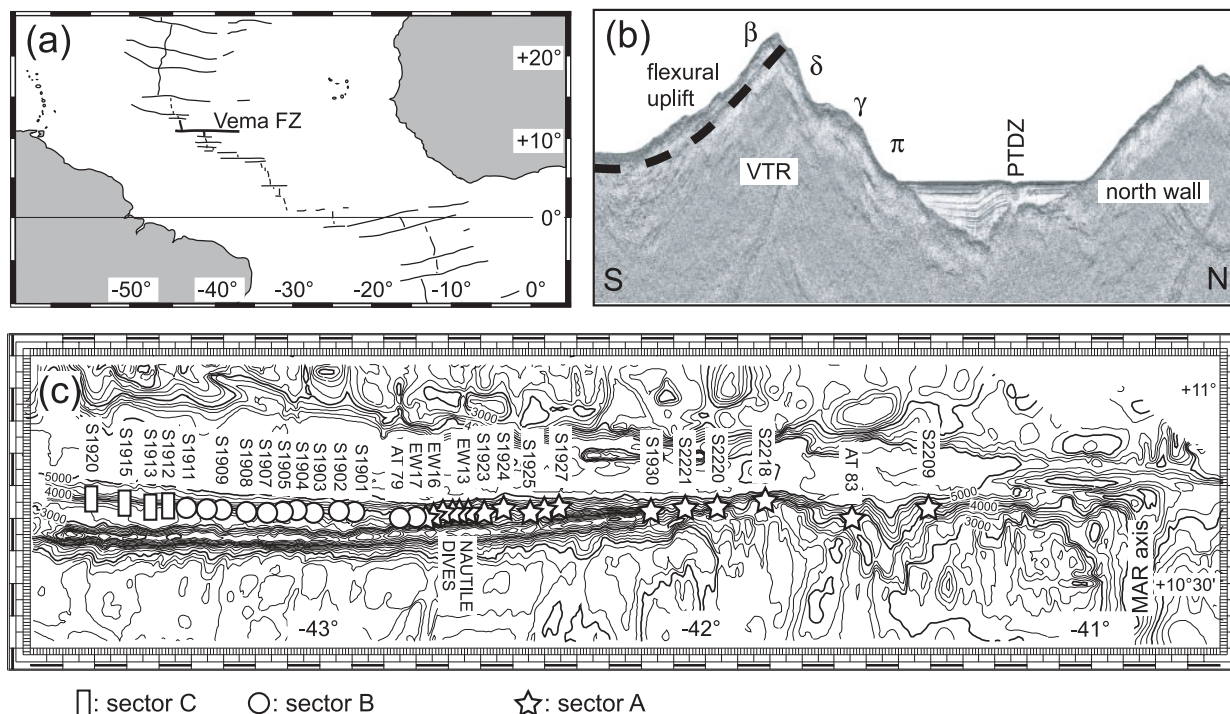 (a)
+20°
Vema FZ
+10°
0°
-50° -40° -30° -20° -10° 0°
(b)
β
flexural
uplift
δ
γ
π
VTR
PTDZ
north wall
S
N
(c)
+11°
3000
S1920
S1915
S1913
S1912
S1911
S1909
S1908
S1907
S1905
S1904
S1903
S1902
S1901
AT 79
EW17
EW16
EW13
S1923
S1924
S1925
S1927
S1930
S2221
S2220
S2218
AT 83
S2209
5000
4000
3000
5000
4000
3000
NAUTILE
DIVES
MAR axis
+10°30'
-43° -42° -41°
: sector C : sector B : sector A